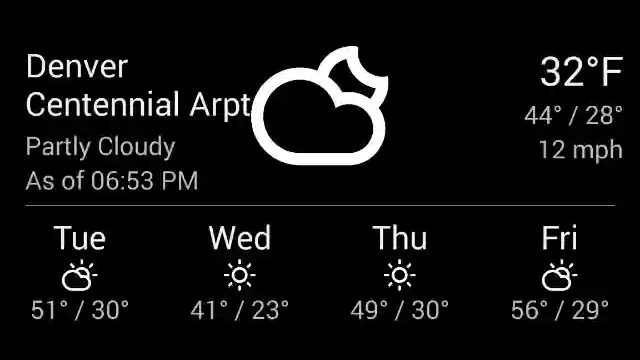 Denver
Centennial Arpt
Partly Cloudy
As of 06:53 PM
32°F
44° / 28°
12 mph
Tue Wed Thu Fri
51° / 30° 41° / 23° 49° / 30° 56° / 29°